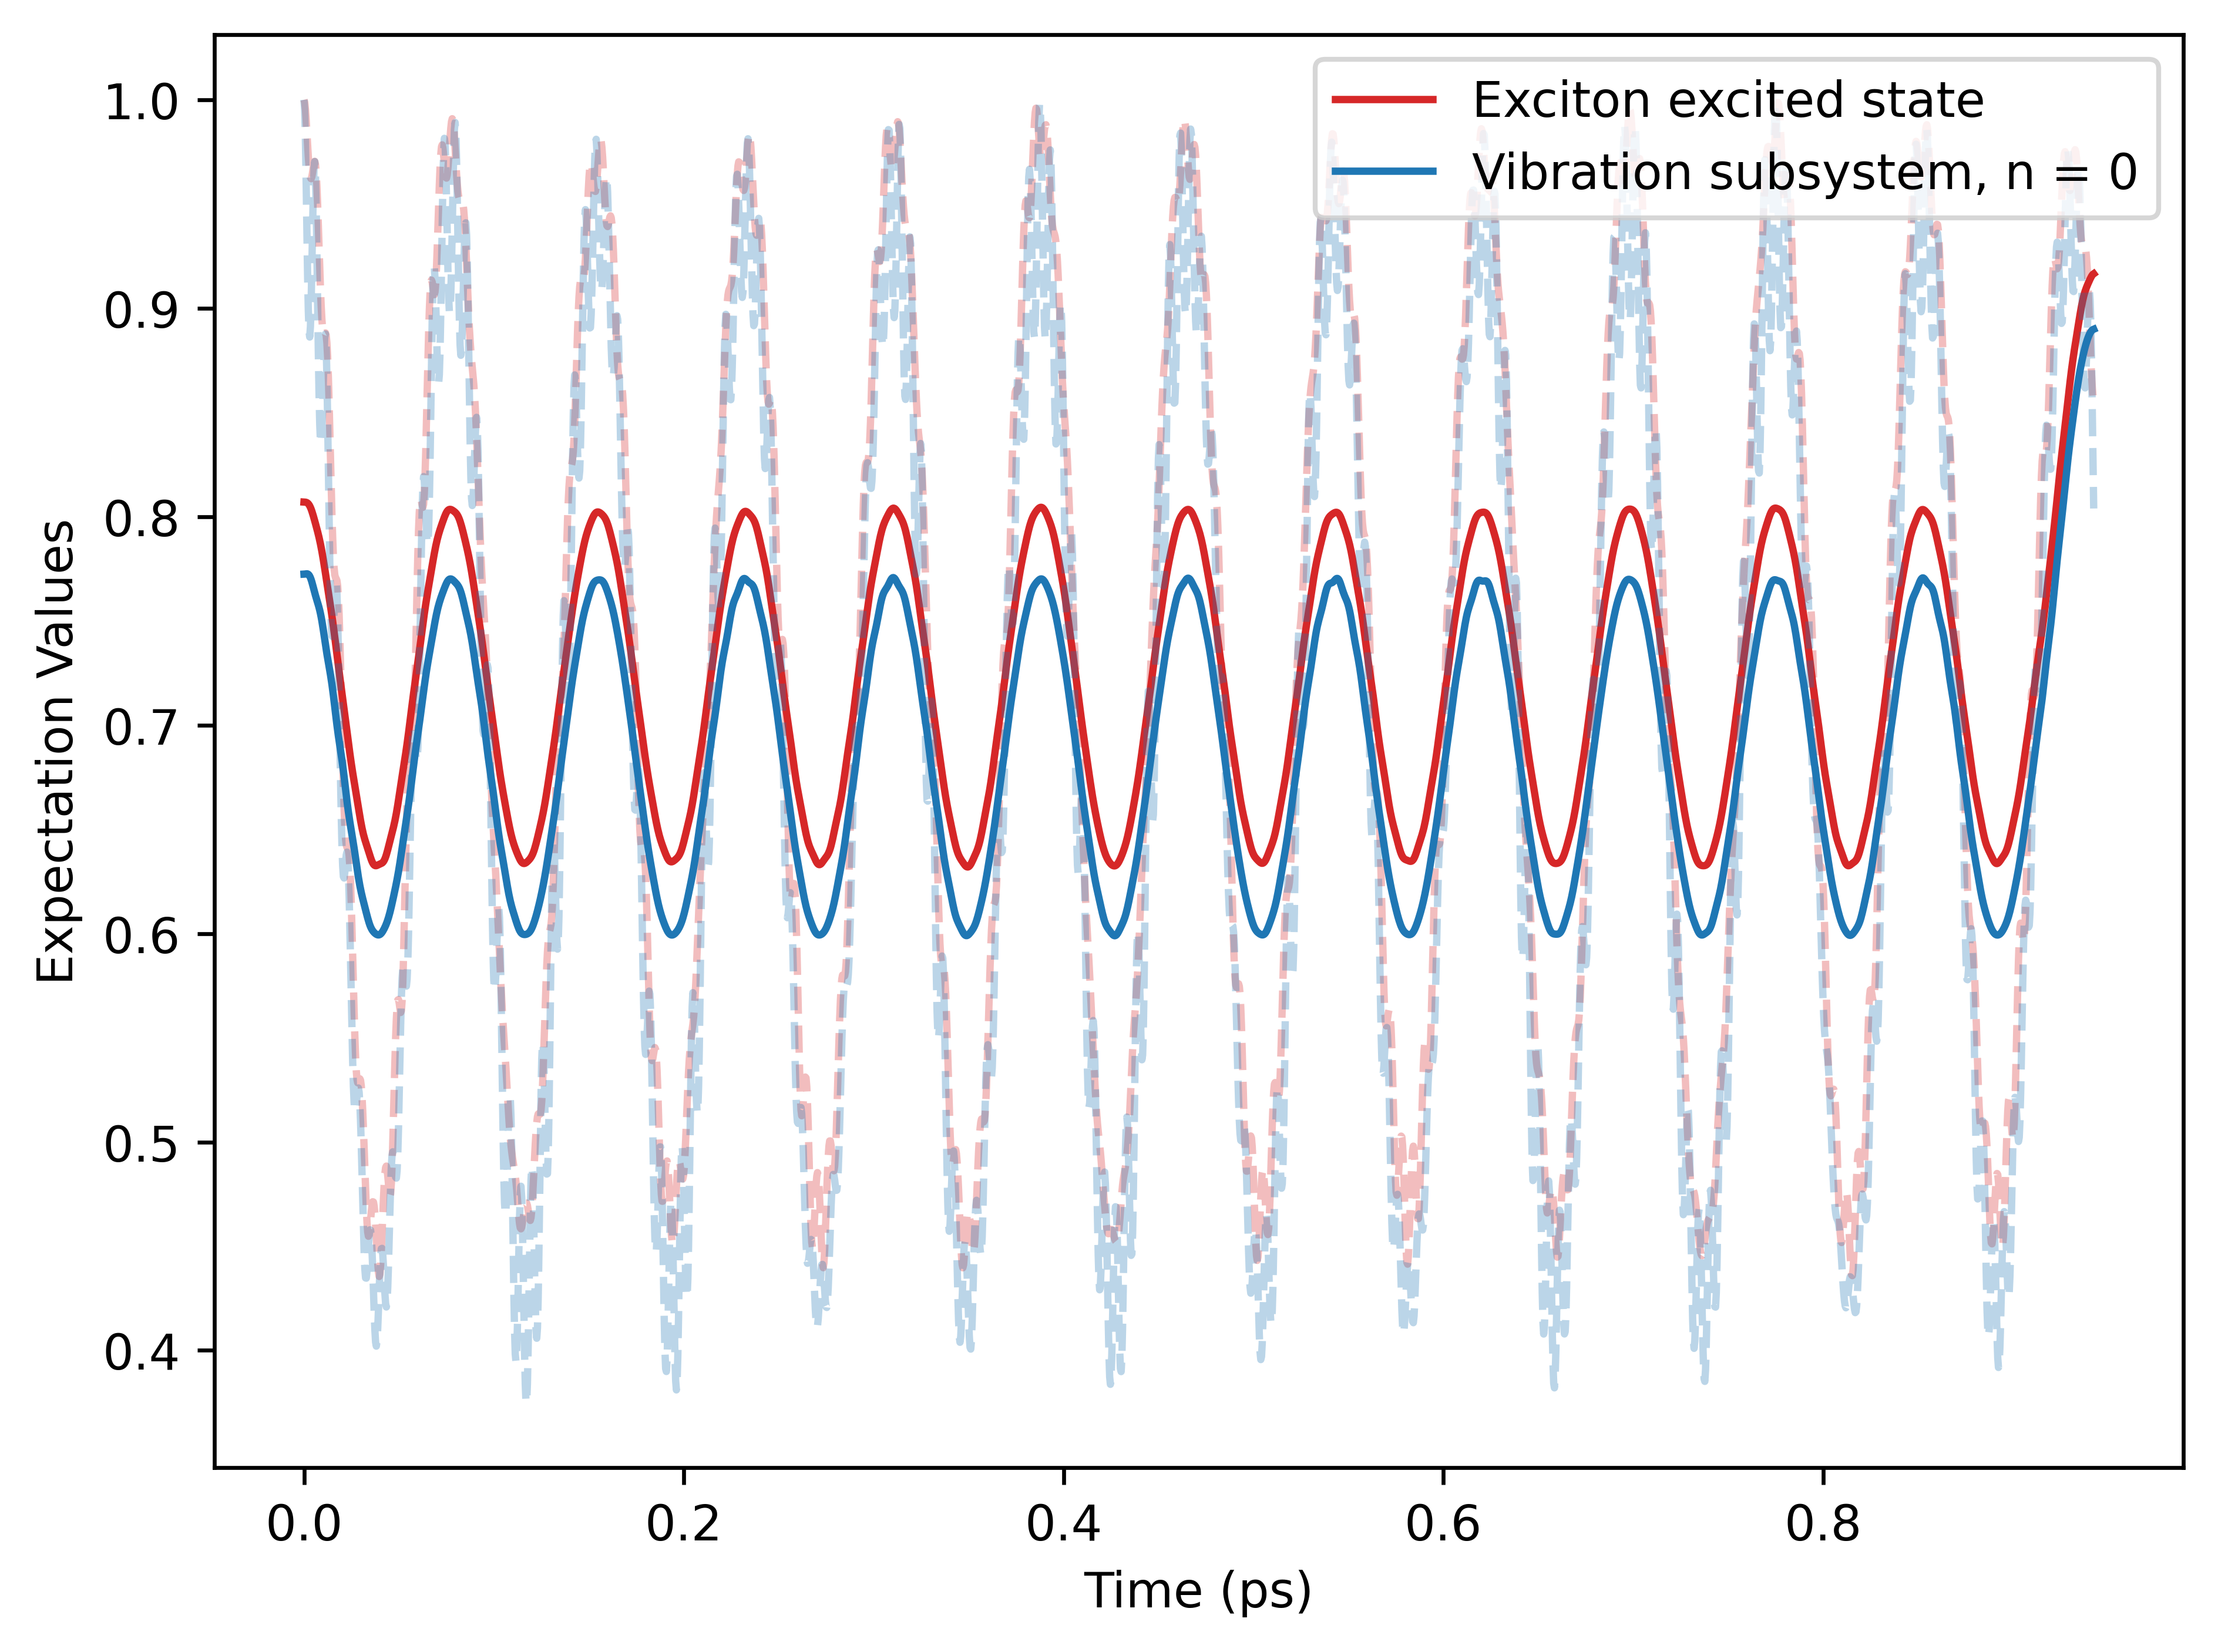 Exciton excited state
Vibration subsystem, n = 0
1.0
0.9
0.8
0.7
0.6
0.5
0.4
Expectation Values
0.0 0.2 0.4 0.6 0.8
Time (ps)